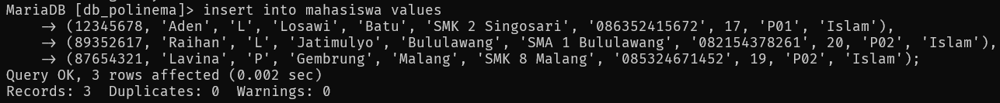 MariaDB [db_polinema]> insert into mahasiswa values
    -> (12345678, 'Aden', 'L', 'Losawi', 'Batu', 'SMK 2 Singosari', '086352415672', 17, 'P01', 'Islam'),
    -> (89352617, 'Raihan', 'L', 'Jatimulyo', 'Bululawang', 'SMA 1 Bululawang', '082154378261', 20, 'P02', 'Islam'),
    -> (87654321, 'Lavina', 'P', 'Gembrung', 'Malang', 'SMK 8 Malang', '085324671452', 19, 'P02', 'Islam');
Query OK, 3 rows affected (0.002 sec)
Records: 3  Duplicates: 0  Warnings: 0